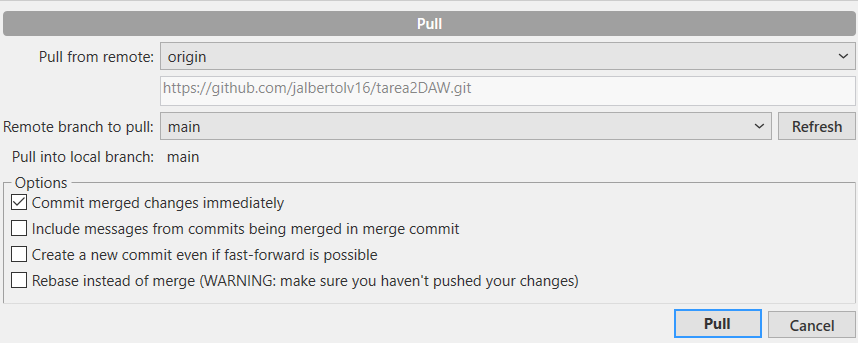 Pull
Pull from remote: origin
https://github.com/jalbertolv16/tarea2DAW.git
Remote branch to pull: main Refresh
Pull into local branch: main
Options
Commit merged changes immediately
Include messages from commits being merged in merge commit
Create a new commit even if fast-forward is possible
Rebase instead of merge (WARNING: make sure you haven't pushed your changes)
Pull Cancel